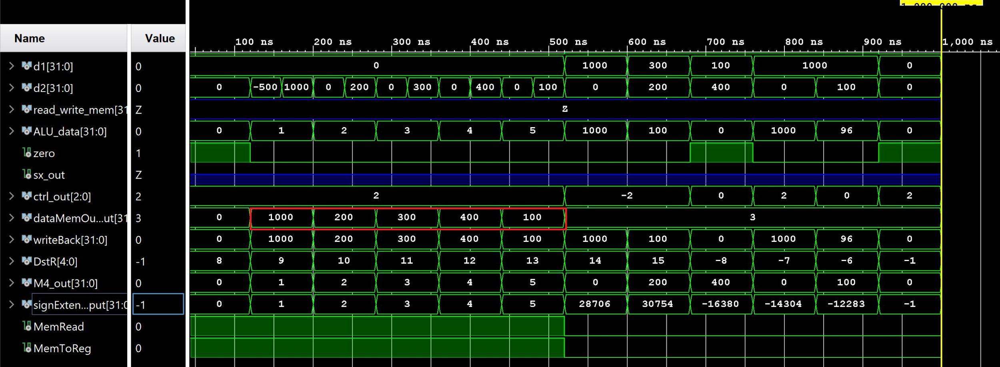 Name Value 100 ns 200 ns 300 ns 400 ns 500 ns 600 ns 700 ns 800 ns 900 ns 1,000 ns
d1[31:0] 0 0 1000 300 100 1000 0
d2[31:0] 0 0 -500 1000 0 200 0 300 0 400 0 100 0 200 400 0 100 0
read_write_mem[31 Z Z
ALU_data[31:0] 0 0 1 2 3 4 5 1000 100 0 1000 96 0
zero 1
sx_out Z
ctrl_out[2:0] 2 2 -2 0 2 0 2
dataMemOu...ut[31 3 0 1000 200 300 400 100 3
writeBack[31:0] 0 0 1000 200 300 400 100 1000 100 0 1000 96 0
DstR[4:0] -1 8 9 10 11 12 13 14 15 -8 -7 -6 -1
M4_out[31:0] 0 0 1 2 3 4 5 0 200 400 0 100 0
signExten...put[31:0 -1 0 1 2 3 4 5 28706 30754 -16380 -14304 -12283 -1
MemRead 0
MemToReg 0